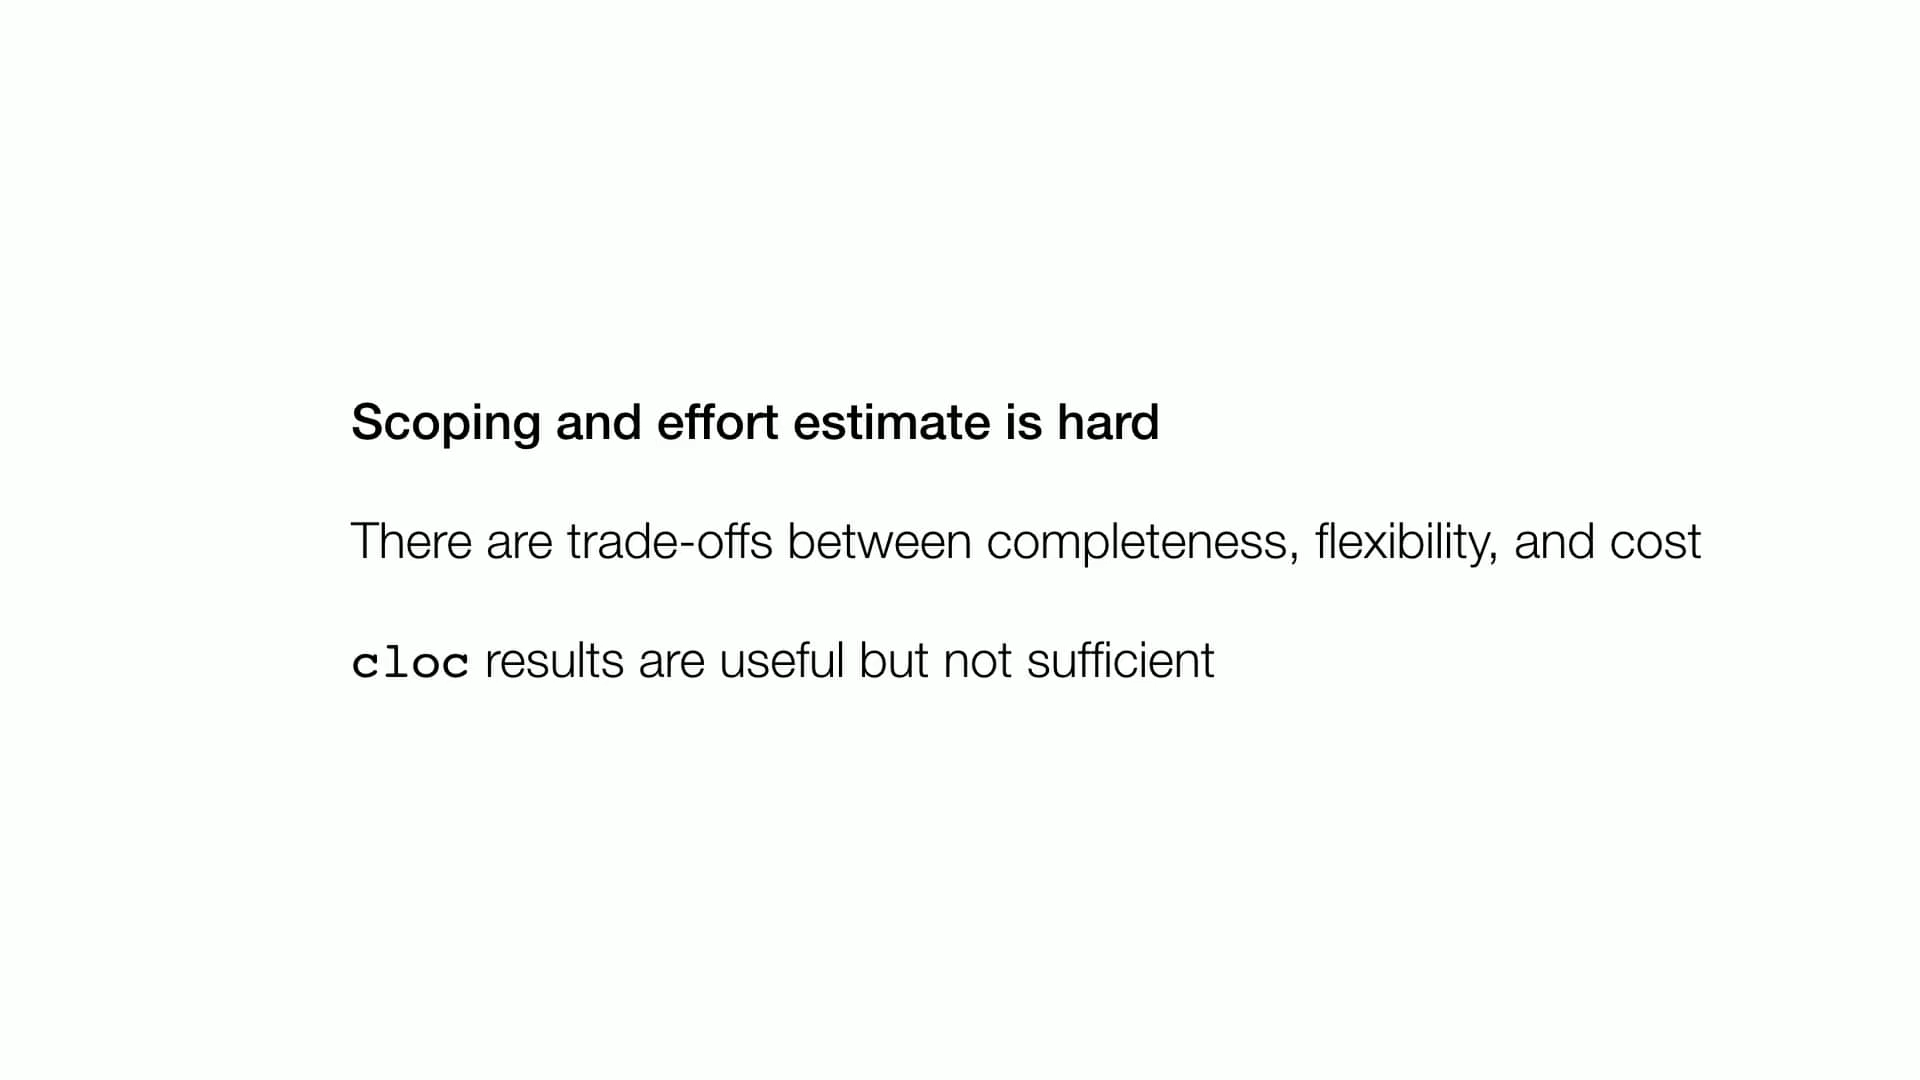 Scoping and effort estimate is hard
There are trade-offs between completeness, flexibility, and cost
cloc results are useful but not sufficient